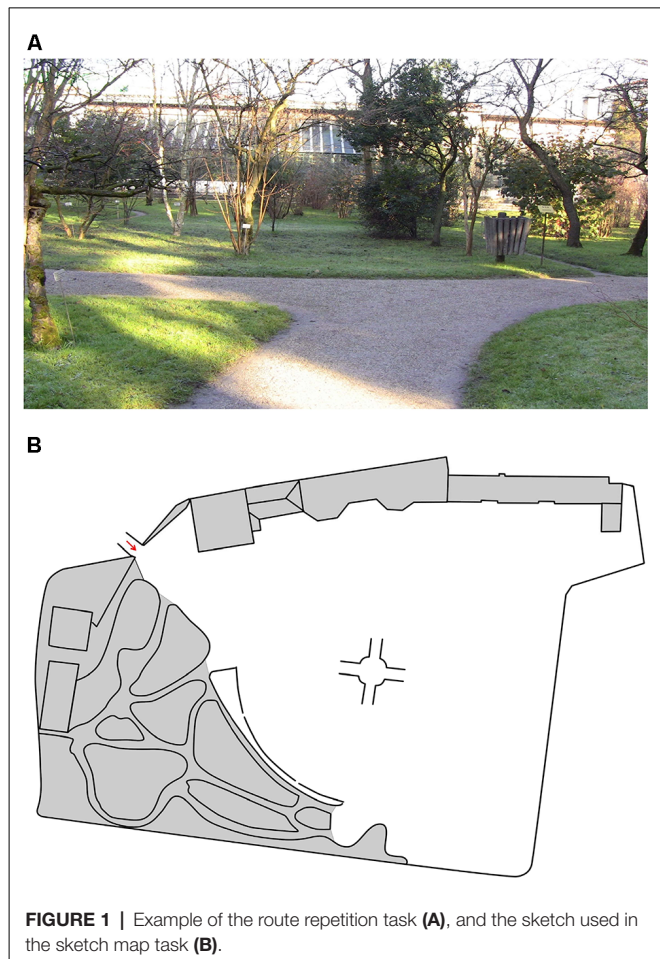 A
B
FIGURE 1 | Example of the route repetition task (A), and the sketch used in
the sketch map task (B).